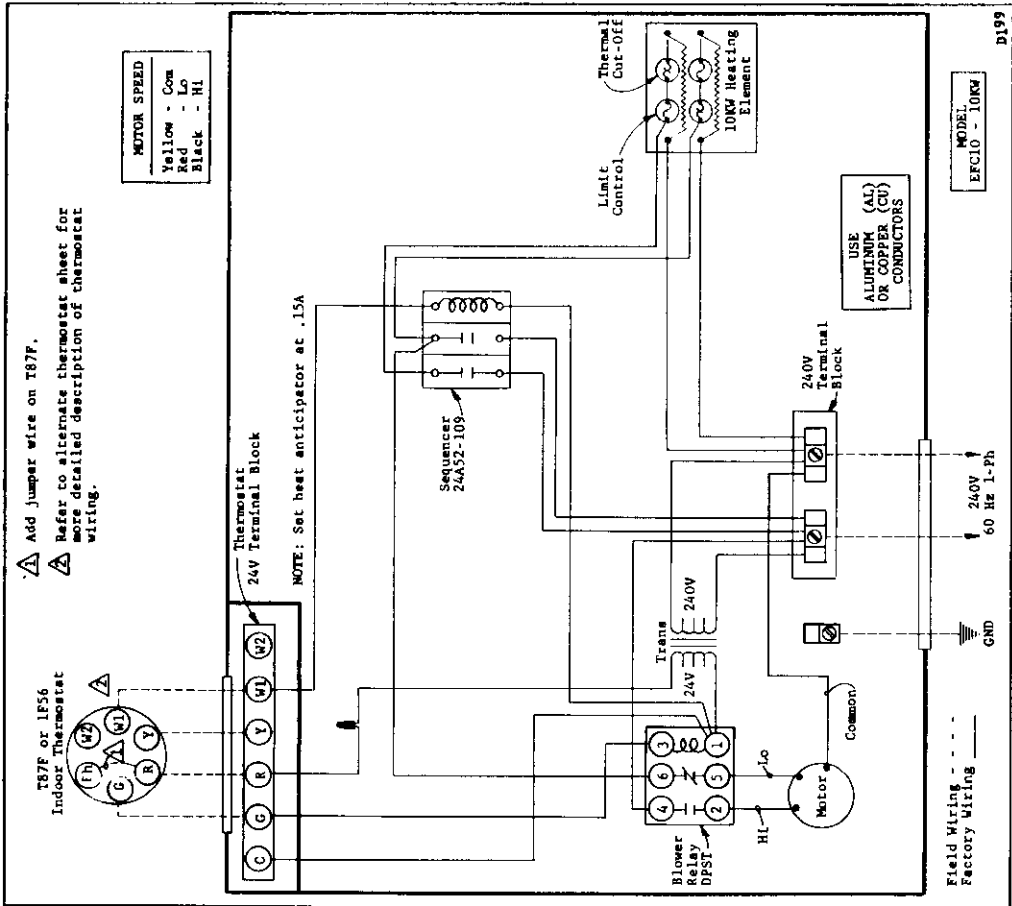 ⚠1 Add jumper wire on T87F.
⚠2 Refer to alternate thermostat sheet for
more detailed description of thermostat
wiring.
T87F or 1F56
Indoor Thermostat
Fh
W2
G
1
W1
2
R
Y
MOTOR SPEED
Yellow - Com
Red - Lo
Black - Hi
Thermostat
24V Terminal Block
C
G
R
Y
W1
W2
NOTE: Set heat anticipator at .15A
Sequencer
24A52-109
Limit
Control
Thermal
Cut-Off
10KW Heating
Element
Trans
24V
240V
Blower
Relay
DPST
4
6
3
2
5
1
Hi
Lo
Motor
Common
240V
Terminal
Block
USE
ALUMINUM (AL)
OR COPPER (CU)
CONDUCTORS
GND
240V
60 Hz 1-Ph
Field Wiring - - - -
Factory Wiring ____
MODEL
EFC10 - 10KW
D199